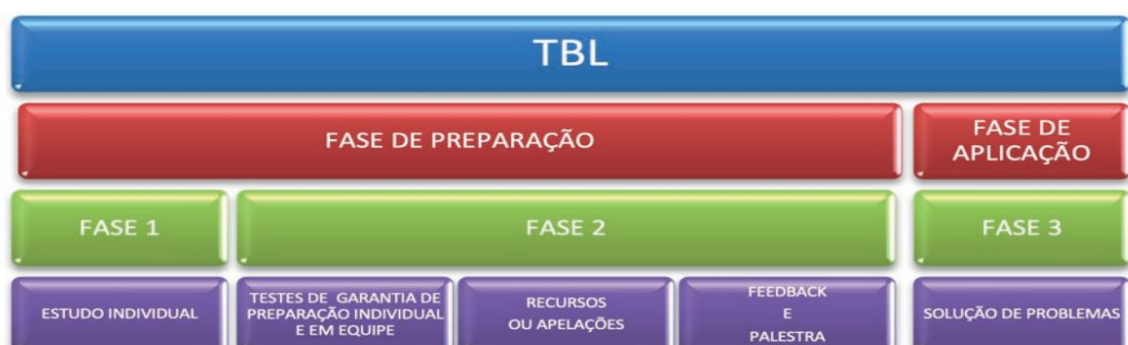 TBL
FASE DE PREPARAÇÃO
FASE DE
APLICAÇÃO
FASE 1
FASE 2
FASE 3
ESTUDO INDIVIDUAL
TESTES DE GARANTIA DE
PREPARAÇÃO INDIVIDUAL
E EM EQUIPE
RECURSOS
OU APELAÇÕES
FEEDBACK
E
PALESTRA
SOLUÇÃO DE PROBLEMAS